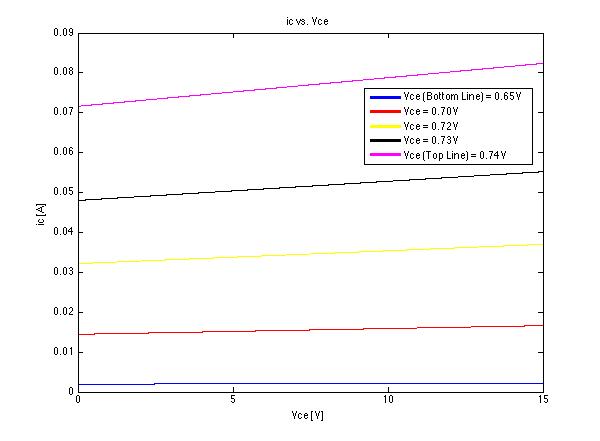 ic vs. Vce
0.09
0.08
0.07
0.06
0.05
0.04
0.03
0.02
0.01
0
ic [A]
Vce (Bottom Line) = 0.65V
Vce = 0.70V
Vce = 0.72V
Vce = 0.73V
Vce (Top Line) = 0.74V
0 5 10 15
Vce [V]